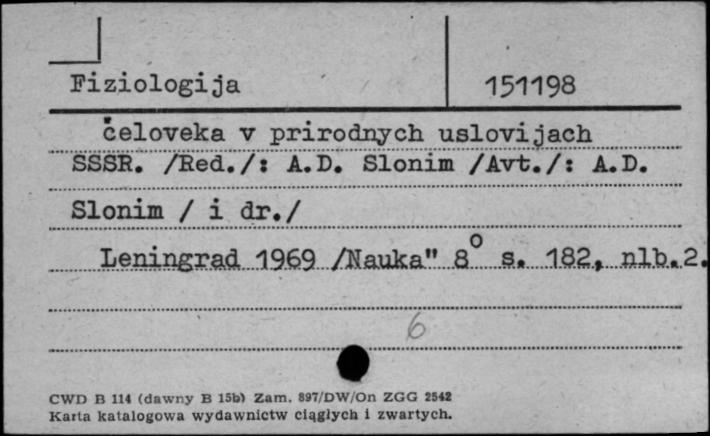 Fiziologija 151198
čeloveka v prirodnych uslovijach
SSSR. /Red./: A.D. Slonim /Avt./: A.D.
Slonim / i dr./
Leningrad 1969 /Nauka" 8° s. 182, nlb.2.
6
CWD B 114 (dawny B 15b) Zam. 897/DW/On ZGG 2542
Karta katalogowa wydawnictw ciągłych i zwartych.